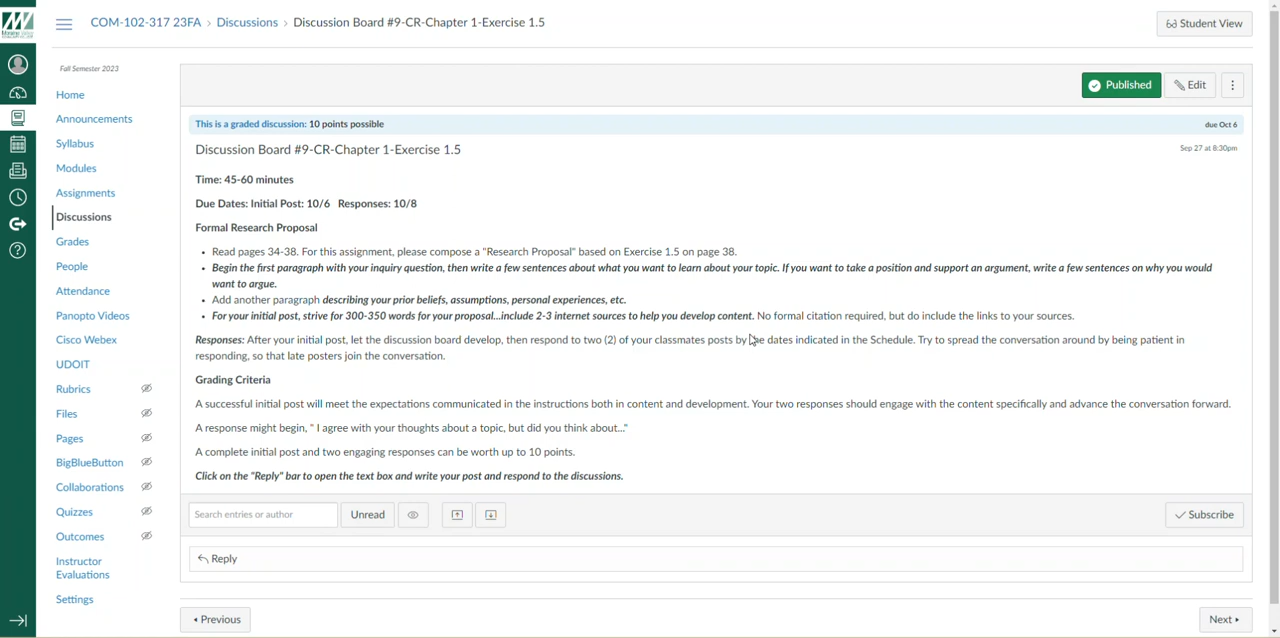 COM-102-317 23FA › Discussions › Discussion Board #9-CR-Chapter 1-Exercise 1.5
Student View
Fall Semester 2023
Home
Announcements
Syllabus
Modules
Assignments
Discussions
Grades
People
Attendance
Panopto Videos
Cisco Webex
UDOIT
Rubrics
Files
Pages
BigBlueButton
Collaborations
Quizzes
Outcomes
Instructor
Evaluations
Settings
Published
Edit
This is a graded discussion: 10 points possible
due Oct 6
Discussion Board #9-CR-Chapter 1-Exercise 1.5
Sep 27 at 8:30pm
Time: 45-60 minutes
Due Dates: Initial Post: 10/6 Responses: 10/8
Formal Research Proposal
• Read pages 34-38. For this assignment, please compose a "Research Proposal" based on Exercise 1.5 on page 38.
• Begin the first paragraph with your inquiry question, then write a few sentences about what you want to learn about your topic. If you want to take a position and support an argument, write a few sentences on why you would
want to argue.
• Add another paragraph describing your prior beliefs, assumptions, personal experiences, etc.
• For your initial post, strive for 300-350 words for your proposal...include 2-3 internet sources to help you develop content. No formal citation required, but do include the links to your sources.
Responses: After your initial post, let the discussion board develop, then respond to two (2) of your classmates posts by the dates indicated in the Schedule. Try to spread the conversation around by being patient in
responding, so that late posters join the conversation.
Grading Criteria
A successful initial post will meet the expectations communicated in the instructions both in content and development. Your two responses should engage with the content specifically and advance the conversation forward.
A response might begin, " I agree with your thoughts about a topic, but did you think about..."
A complete initial post and two engaging responses can be worth up to 10 points.
Click on the "Reply" bar to open the text box and write your post and respond to the discussions.
Search entries or author
Unread
Subscribe
Reply
Previous
Next